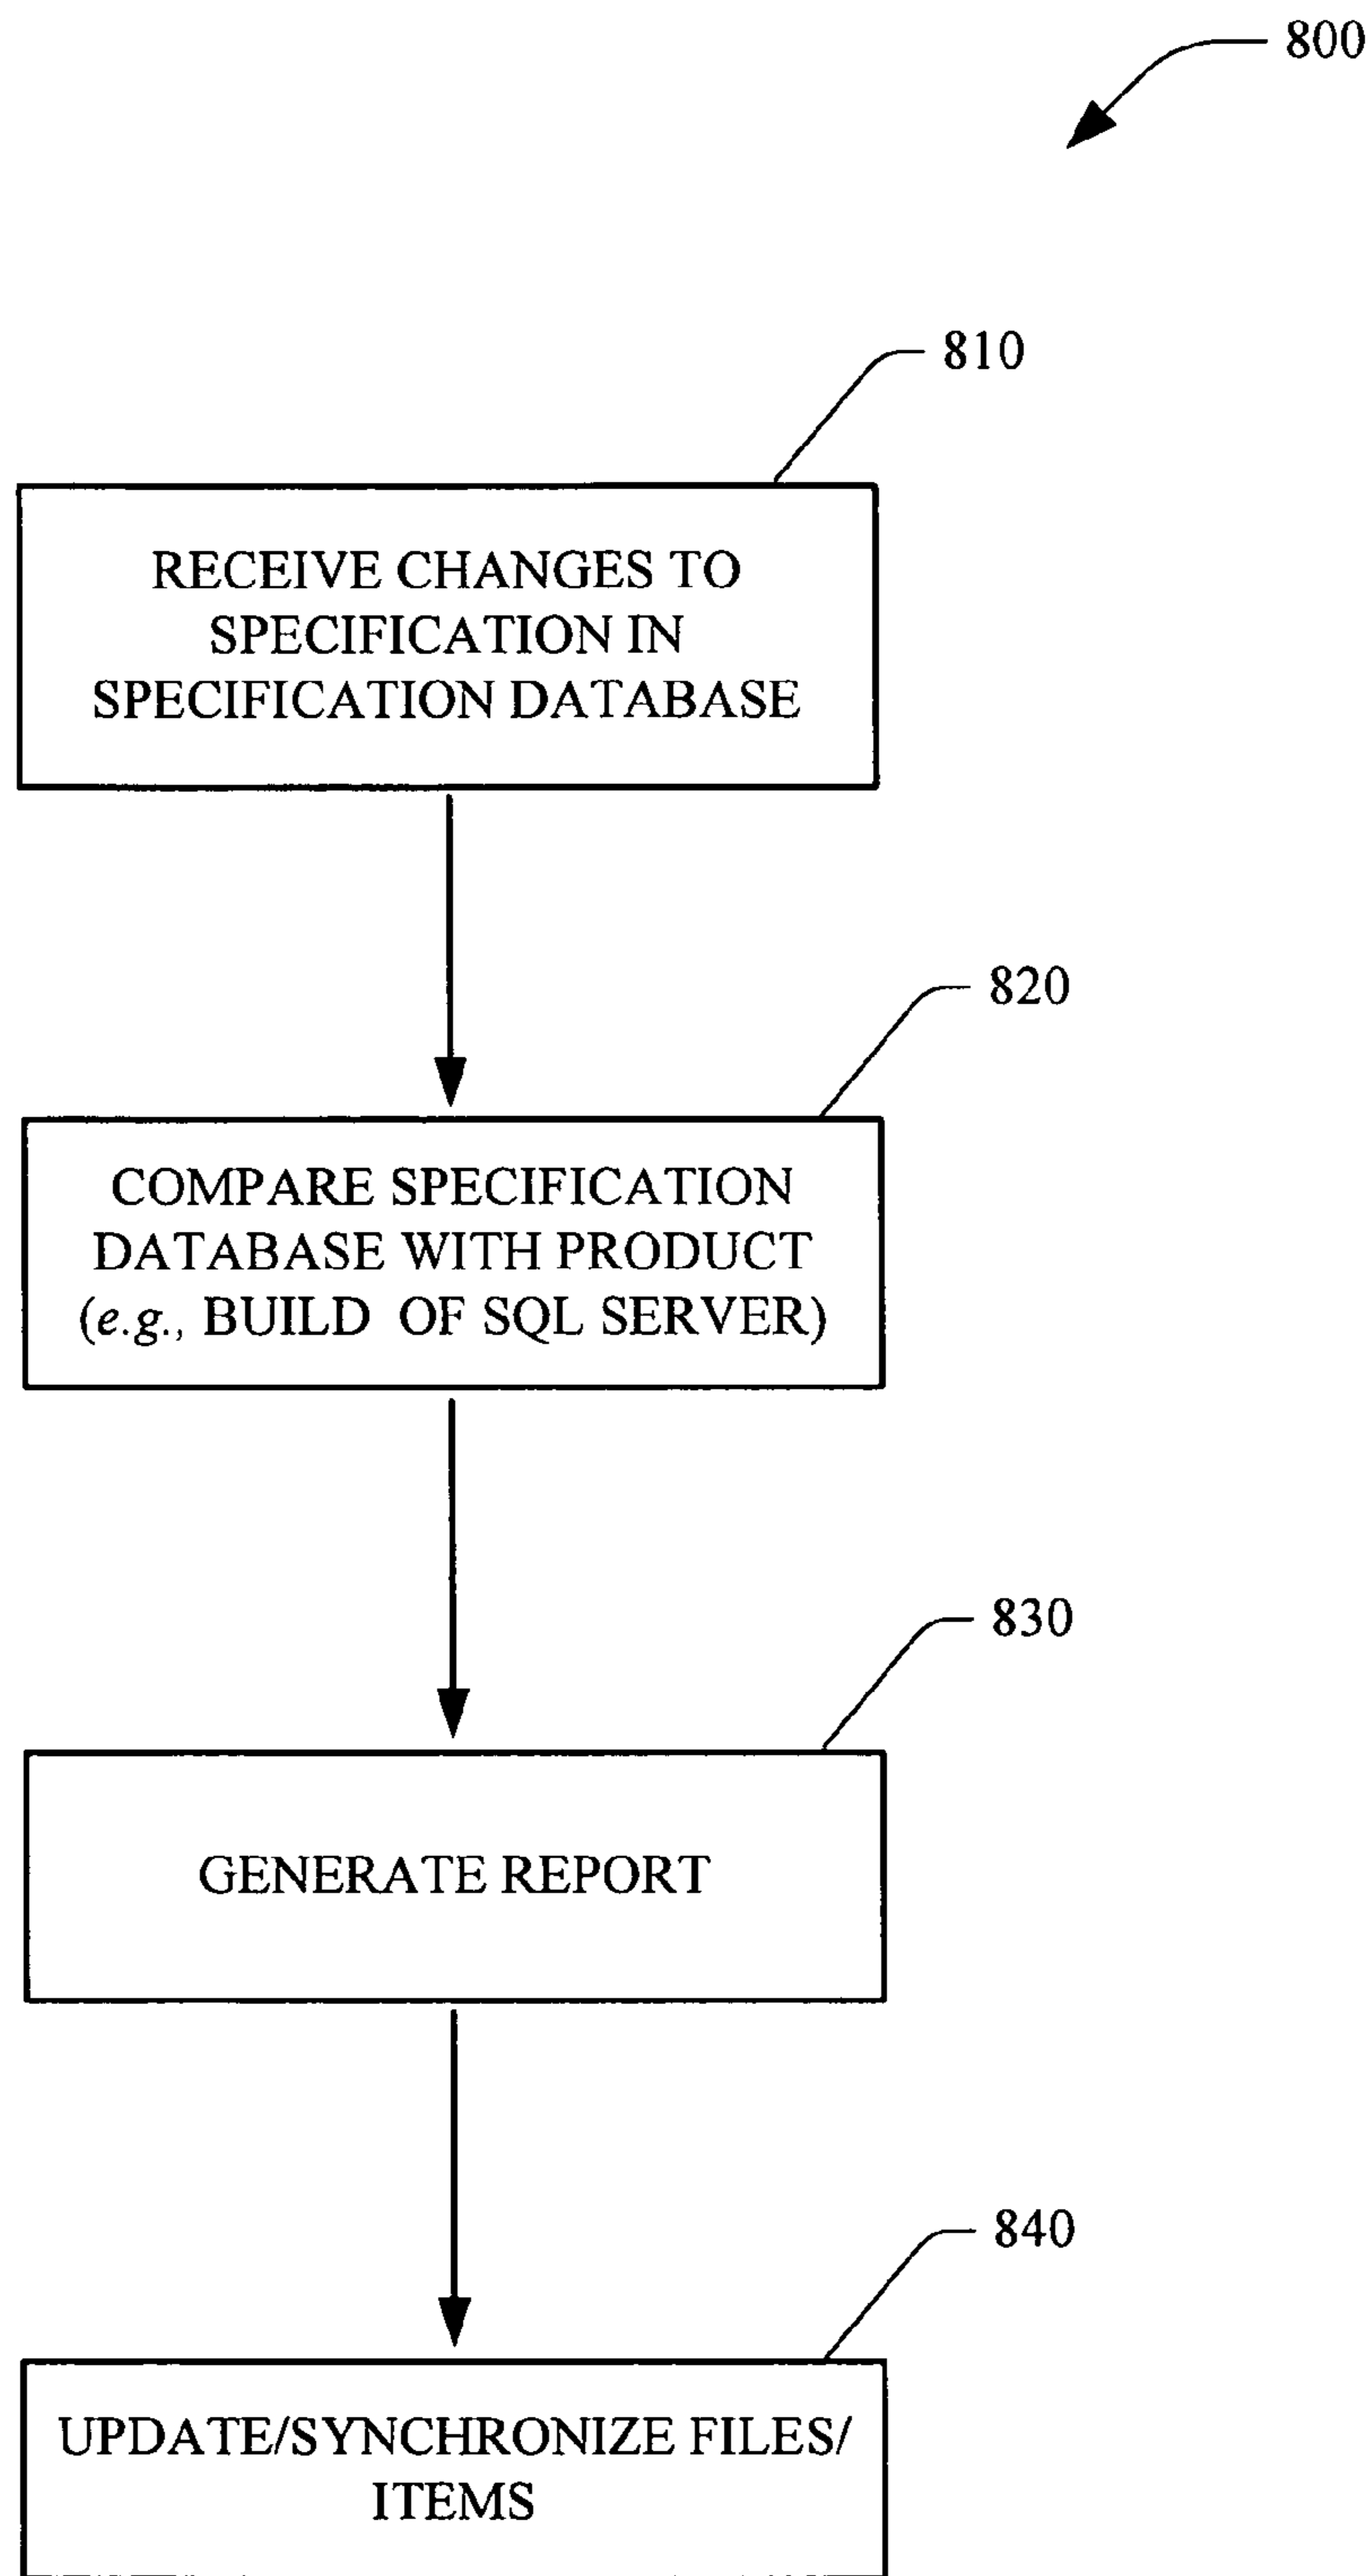 800
810
RECEIVE CHANGES TO
SPECIFICATION IN
SPECIFICATION DATABASE
820
COMPARE SPECIFICATION
DATABASE WITH PRODUCT
(e.g., BUILD OF SQL SERVER)
830
GENERATE REPORT
840
UPDATE/SYNCHRONIZE FILES/
ITEMS